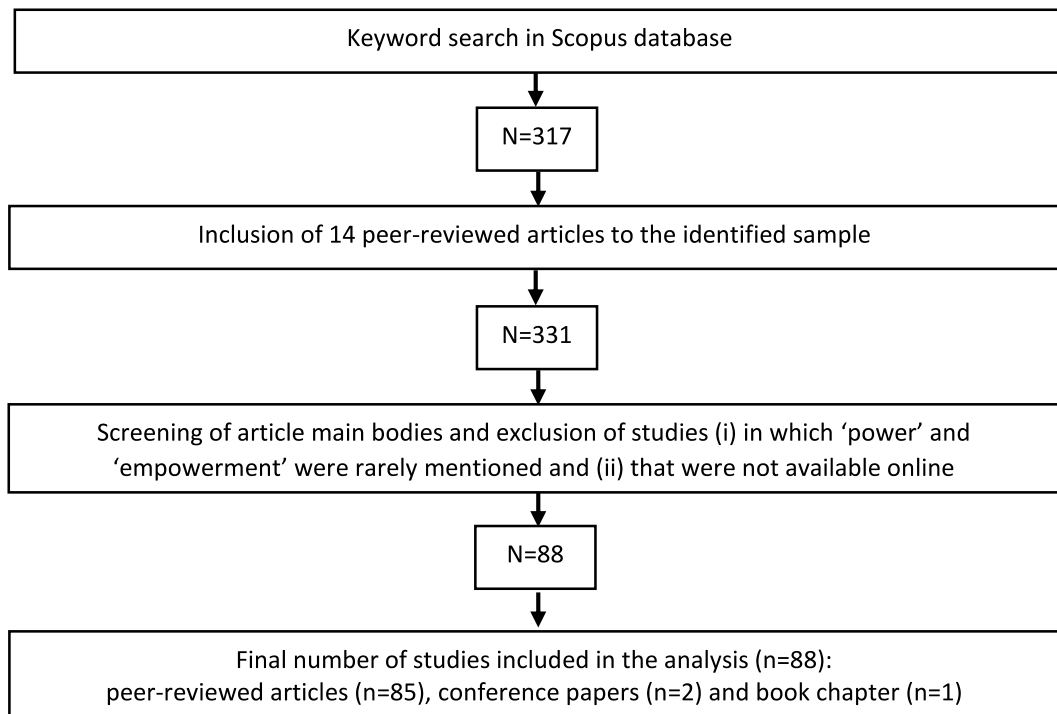 Keyword search in Scopus database
N=317
Inclusion of 14 peer-reviewed articles to the identified sample
N=331
Screening of article main bodies and exclusion of studies (i) in which ‘power’ and
‘empowerment’ were rarely mentioned and (ii) that were not available online
N=88
Final number of studies included in the analysis (n=88):
peer-reviewed articles (n=85), conference papers (n=2) and book chapter (n=1)